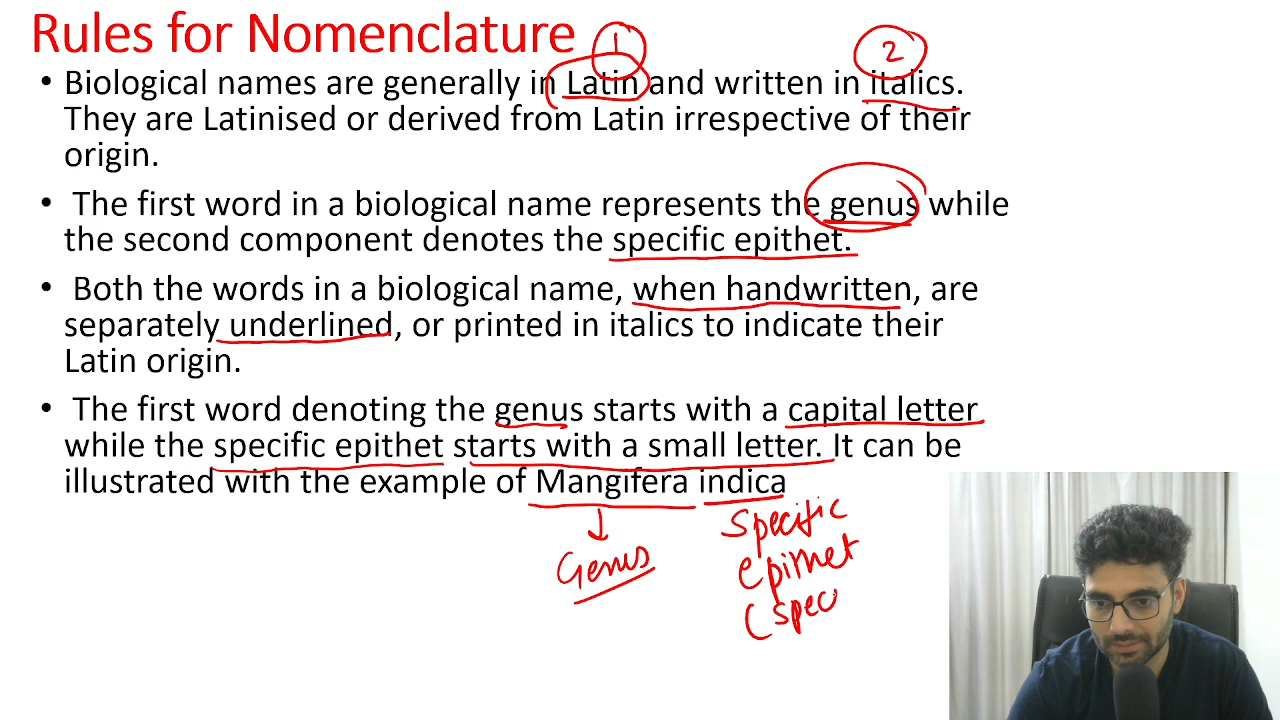 Rules for Nomenclature
1
2
• Biological names are generally in Latin and written in italics.
They are Latinised or derived from Latin irrespective of their
origin.
• The first word in a biological name represents the genus while
the second component denotes the specific epithet.
• Both the words in a biological name, when handwritten, are
separately underlined, or printed in italics to indicate their
Latin origin.
• The first word denoting the genus starts with a capital letter
while the specific epithet starts with a small letter. It can be
illustrated with the example of Mangifera indica
Specific
Genus
epithet
(spec